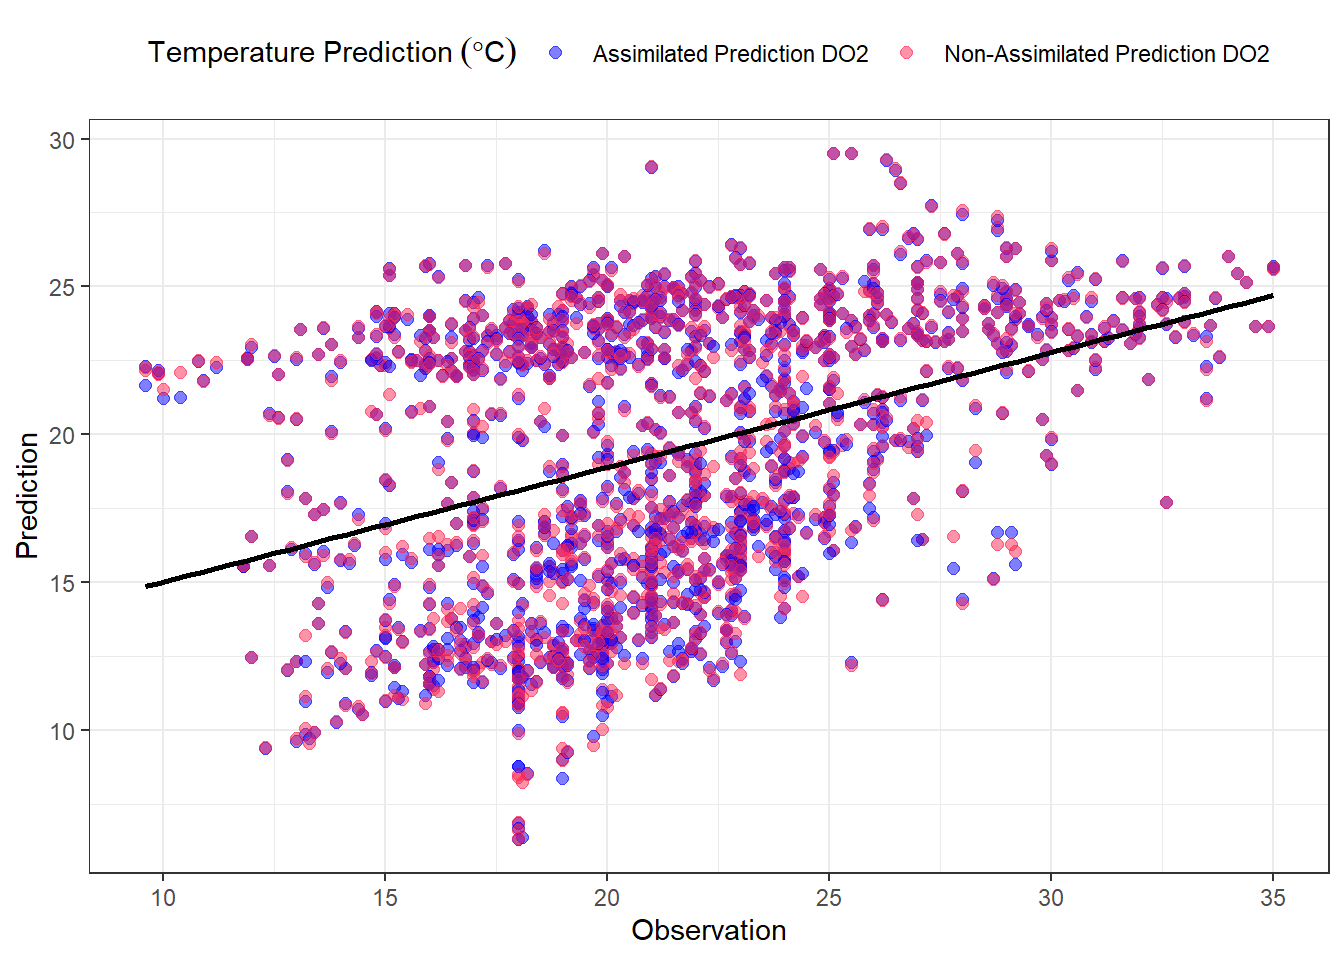 Temperature Prediction (°C) Assimilated Prediction DO2 Non-Assimilated Prediction DO2
30
25
20
15
10
Prediction
10 15 20 25 30 35
Observation